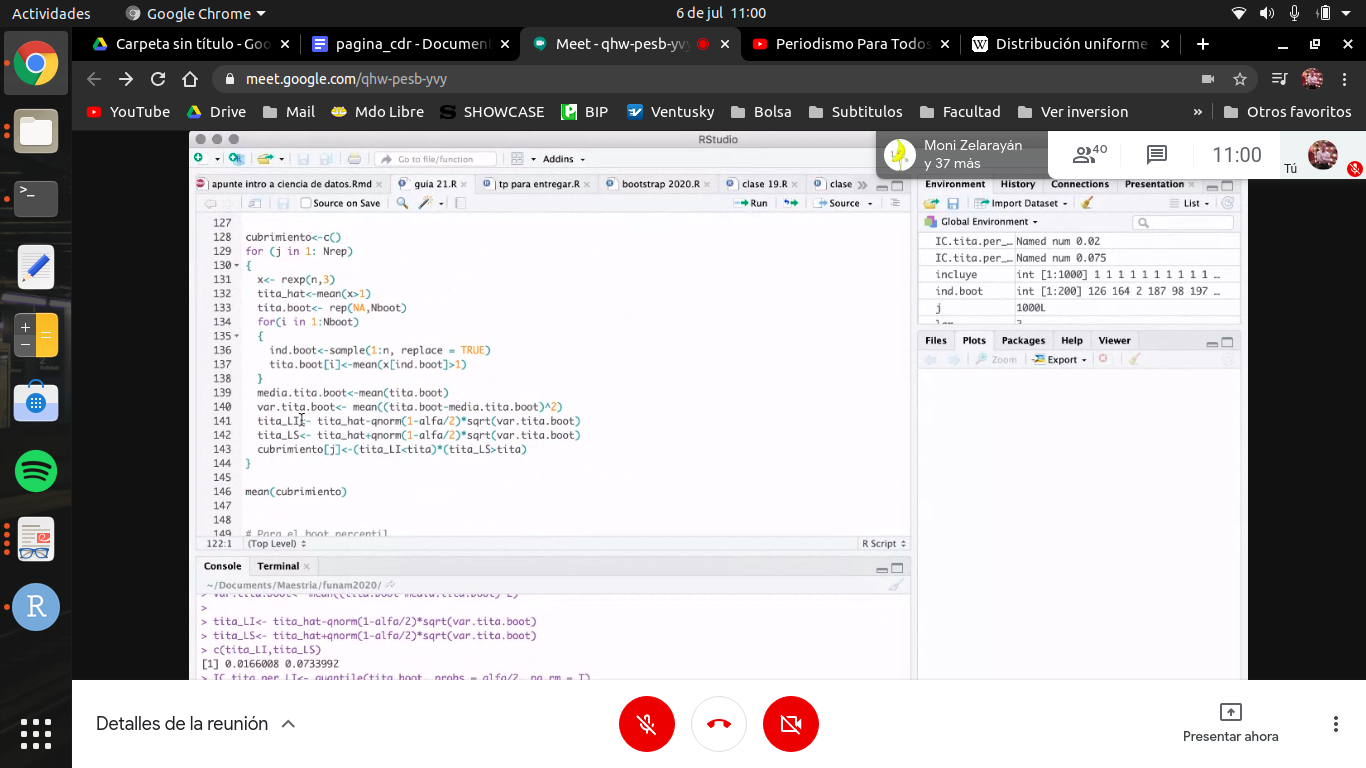 Actividades
Google Chrome
6 de jul 11:00
Carpeta sin título - Goo
pagina_cdr - Document
Meet - qhw-pesb-yvy
Periodismo Para Todos
Distribución uniforme
meet.google.com/qhw-pesb-yvy
YouTube
Drive
Mail
Mdo Libre
SHOWCASE
BIP
Ventusky
Bolsa
Subtitulos
Facultad
Ver inversion
»
Otros favoritos
RStudio
Moni Zelarayán
y 37 más
40
11:00
Tú
Go to file/function
Addins
apunte intro a ciencia de datos.Rmd
guia 21.R
tp para entregar.R
bootstrap 2020.R
clase 19.R
clase
Source on Save
Run
Source
127
128 cubrimiento<-c()
129 for (j in 1: Nrep)
130 {
131 x<- rexp(n,3)
132 tita_hat<-mean(x>1)
133 tita.boot<- rep(NA,Nboot)
134 for(i in 1:Nboot)
135 {
136 ind.boot<-sample(1:n, replace = TRUE)
137 tita.boot[i]<-mean(x[ind.boot]>1)
138 }
139 media.tita.boot<-mean(tita.boot)
140 var.tita.boot<- mean((tita.boot-media.tita.boot)^2)
141 tita_LI<- tita_hat-qnorm(1-alfa/2)*sqrt(var.tita.boot)
142 tita_LS<- tita_hat+qnorm(1-alfa/2)*sqrt(var.tita.boot)
143 cubrimiento[j]<-(tita_LI<tita)*(tita_LS>tita)
144 }
145
146 mean(cubrimiento)
147
148
149 # Para el boot percentil
122:1 (Top Level)
R Script
Environment
History
Connections
Presentation
Import Dataset
List
Global Environment
IC.tita.per_… Named num 0.02
IC.tita.per_… Named num 0.075
incluye int [1:1000] 1 1 1 1 1 1 1 1 1 1 …
ind.boot int [1:200] 126 164 2 187 98 197 …
j 1000L
Files
Plots
Packages
Help
Viewer
Zoom
Export
Console
Terminal
~/Documents/Maestria/funam2020/
> var.tita.boot<- mean((tita.boot-media.tita.boot)^2)
>
> tita_LI<- tita_hat-qnorm(1-alfa/2)*sqrt(var.tita.boot)
> tita_LS<- tita_hat+qnorm(1-alfa/2)*sqrt(var.tita.boot)
> c(tita_LI,tita_LS)
[1] 0.0166008 0.0733992
> IC.tita.per_LI<- quantile(tita.boot, probs = alfa/2, na.rm = T)
Detalles de la reunión
Presentar ahora